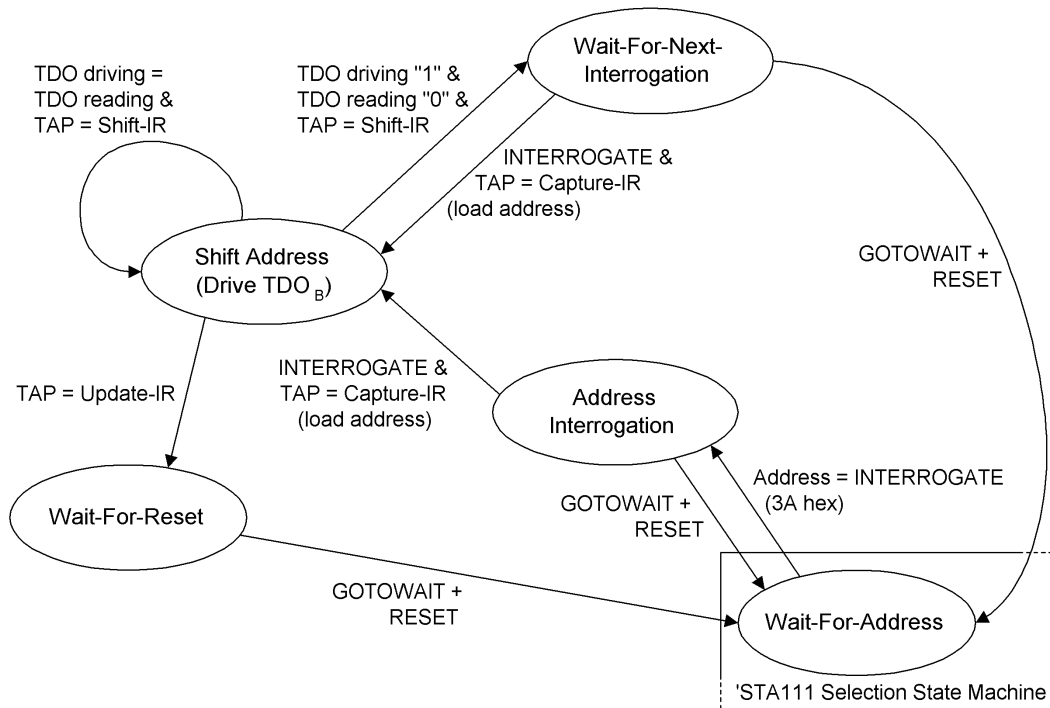 Wait-For-Next-
Interrogation
TDO driving =
TDO reading &
TAP = Shift-IR
TDO driving "1" &
TDO reading "0" &
TAP = Shift-IR
INTERROGATE &
TAP = Capture-IR
(load address)
Shift Address
(Drive TDO B)
GOTOWAIT +
RESET
INTERROGATE &
TAP = Capture-IR
(load address)
TAP = Update-IR
Address
Interrogation
Address = INTERROGATE
(3A hex)
GOTOWAIT +
RESET
Wait-For-Reset
GOTOWAIT +
RESET
Wait-For-Address
'STA111 Selection State Machine